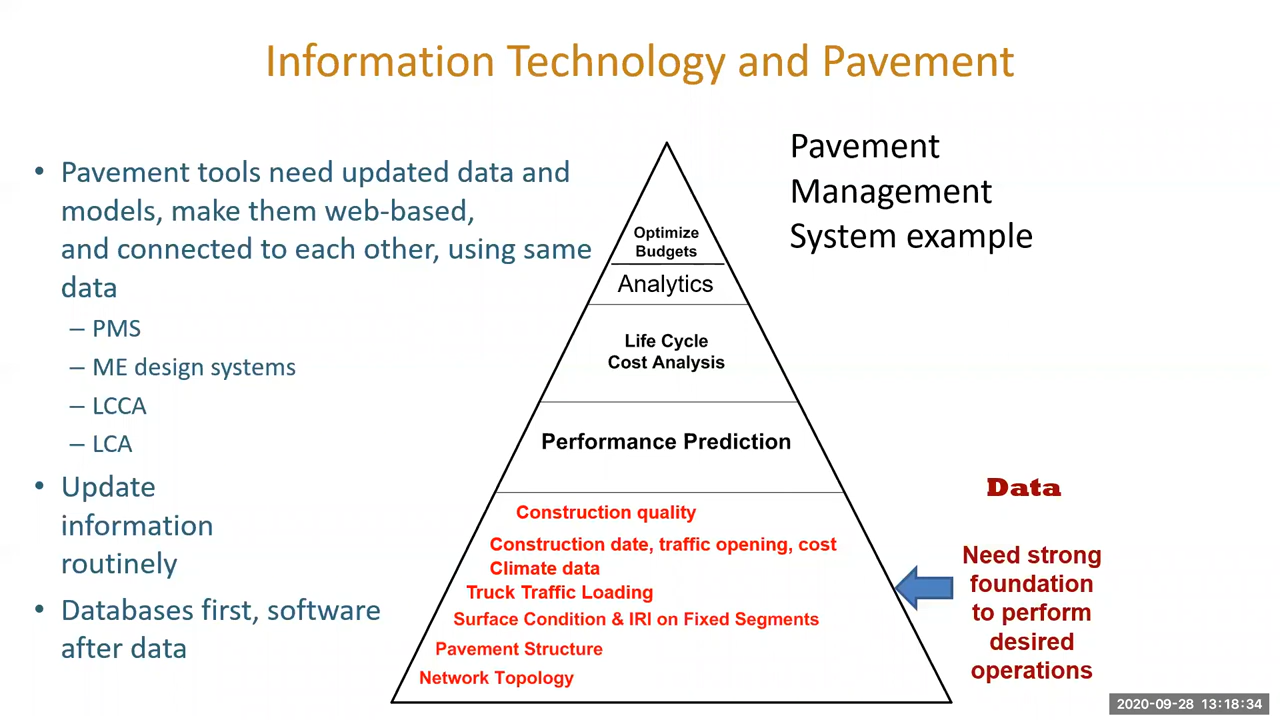 Information Technology and Pavement
• Pavement tools need updated data and
models, make them web-based,
and connected to each other, using same
data
– PMS
– ME design systems
– LCCA
– LCA
• Update
information
routinely
• Databases first, software
after data
Pavement
Management
System example
Optimize
Budgets
Analytics
Life Cycle
Cost Analysis
Performance Prediction
Construction quality
Construction date, traffic opening, cost
Climate data
Truck Traffic Loading
Surface Condition & IRI on Fixed Segments
Pavement Structure
Network Topology
Data
Need strong
foundation
to perform
desired
operations
2020-09-28 13:18:34